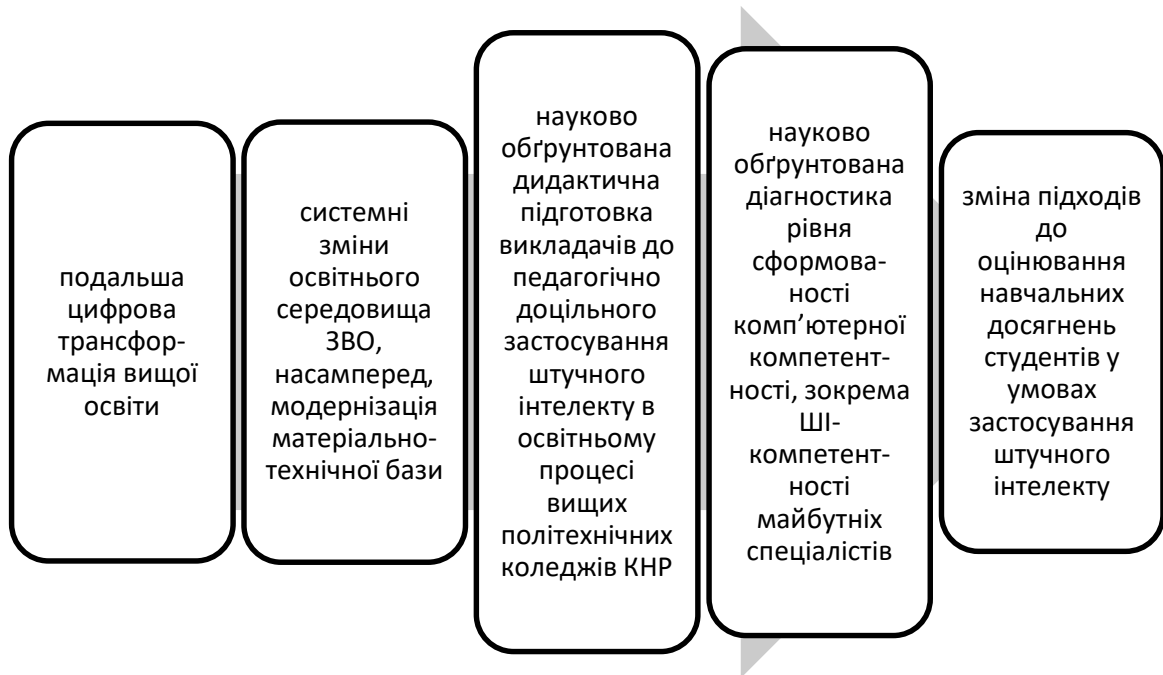 подальша
цифрова
трансфор-
мація вищої
освіти
системні
зміни
освітнього
середовища
ЗВО,
насамперед,
модернізація
матеріально-
технічної бази
науково
обґрунтована
дидактична
підготовка
викладачів до
педагогічно
доцільного
застосування
штучного
інтелекту в
освітньому
процесі
вищих
політехнічних
коледжів КНР
науково
обґрунтована
діагностика
рівня
сформова-
ності
комп’ютерної
компетент-
ності, зокрема
ШІ-
компетент-
ності
майбутніх
спеціалістів
зміна підходів
до
оцінювання
навчальних
досягнень
студентів у
умовах
застосування
штучного
інтелекту